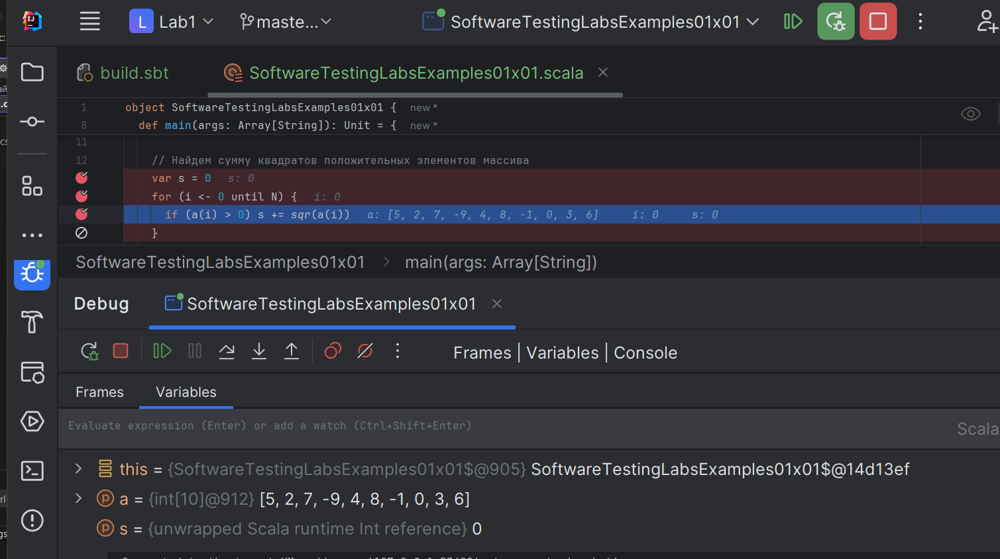 L Lab1 maste... SoftwareTestingLabsExamples01x01
build.sbt SoftwareTestingLabsExamples01x01.scala
1 object SoftwareTestingLabsExamples01x01 { new *
8 def main(args: Array[String]): Unit = { new *
11
12 // Найдем сумму квадратов положительных элементов массива
var s = 0 s: 0
for (i <- 0 until N) { i: 0
if (a(i) > 0) s += sqr(a(i)) a: [5, 2, 7, -9, 4, 8, -1, 0, 3, 6] i: 0 s: 0
}
SoftwareTestingLabsExamples01x01 > main(args: Array[String])
Debug SoftwareTestingLabsExamples01x01
Frames | Variables | Console
Frames Variables
Evaluate expression (Enter) or add a watch (Ctrl+Shift+Enter) Scala
this = {SoftwareTestingLabsExamples01x01$@905} SoftwareTestingLabsExamples01x01$@14d13ef
a = {int[10]@912} [5, 2, 7, -9, 4, 8, -1, 0, 3, 6]
s = {unwrapped Scala runtime Int reference} 0